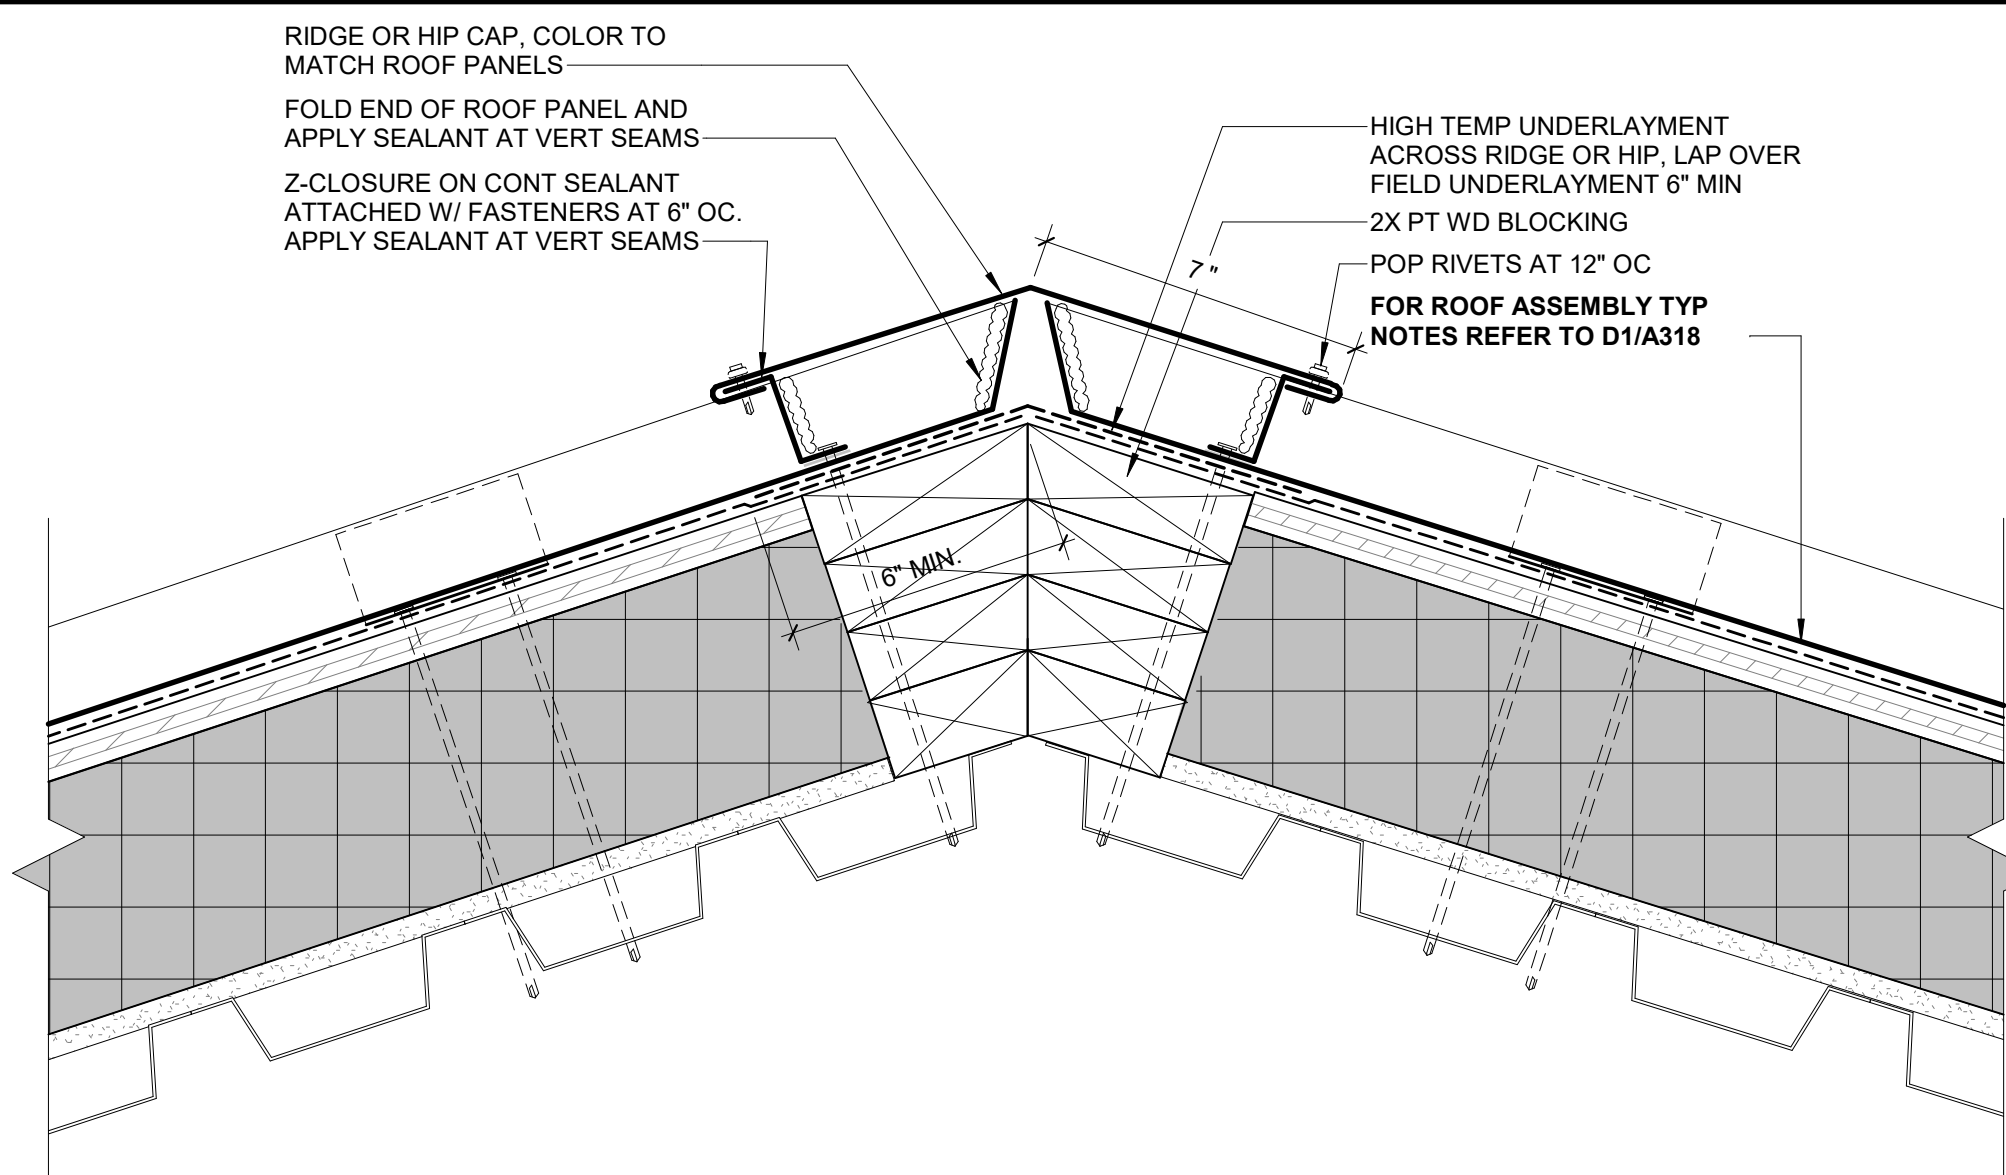 RIDGE OR HIP CAP, COLOR TO
MATCH ROOF PANELS
FOLD END OF ROOF PANEL AND
APPLY SEALANT AT VERT SEAMS
Z-CLOSURE ON CONT SEALANT
ATTACHED W/ FASTENERS AT 6" OC.
APPLY SEALANT AT VERT SEAMS
HIGH TEMP UNDERLAYMENT
ACROSS RIDGE OR HIP, LAP OVER
FIELD UNDERLAYMENT 6" MIN
2X PT WD BLOCKING
POP RIVETS AT 12" OC
FOR ROOF ASSEMBLY TYP
NOTES REFER TO D1/A318
7"
6" MIN.